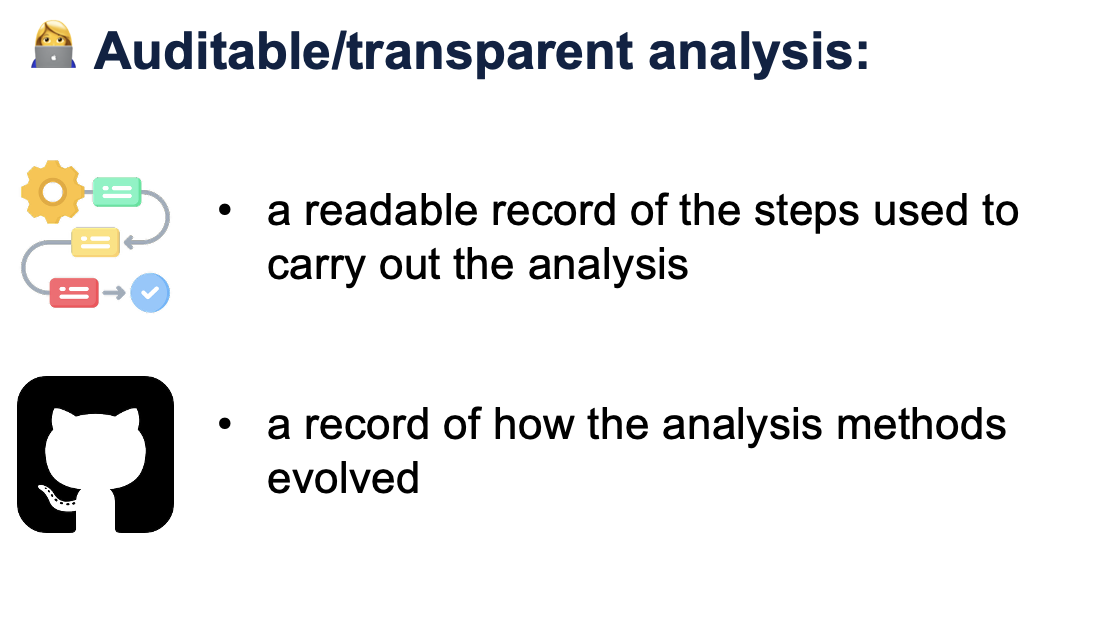 Auditable/transparent analysis:
• a readable record of the steps used to
carry out the analysis
• a record of how the analysis methods
evolved